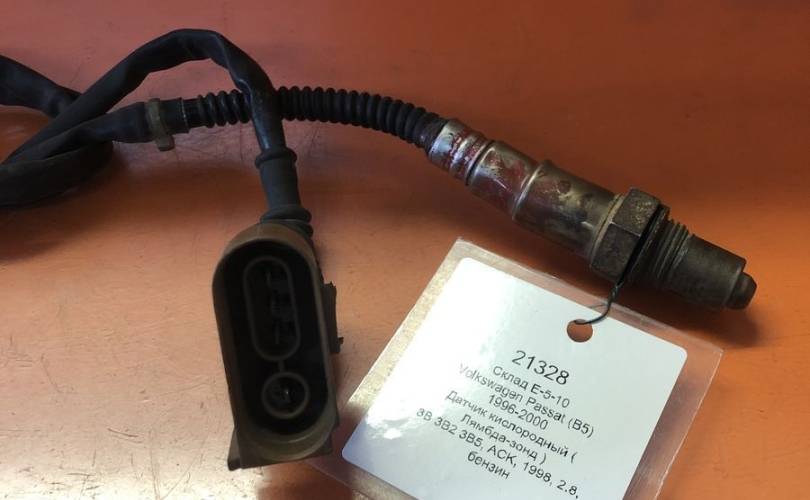 21328
Склад Е-5-10
Volkswagen Passat (B5)
1996-2000
Датчик кислородный (
Лямбда-зонд )
3B 3B2 3B5, ACK, 1998, 2.8,
бензин